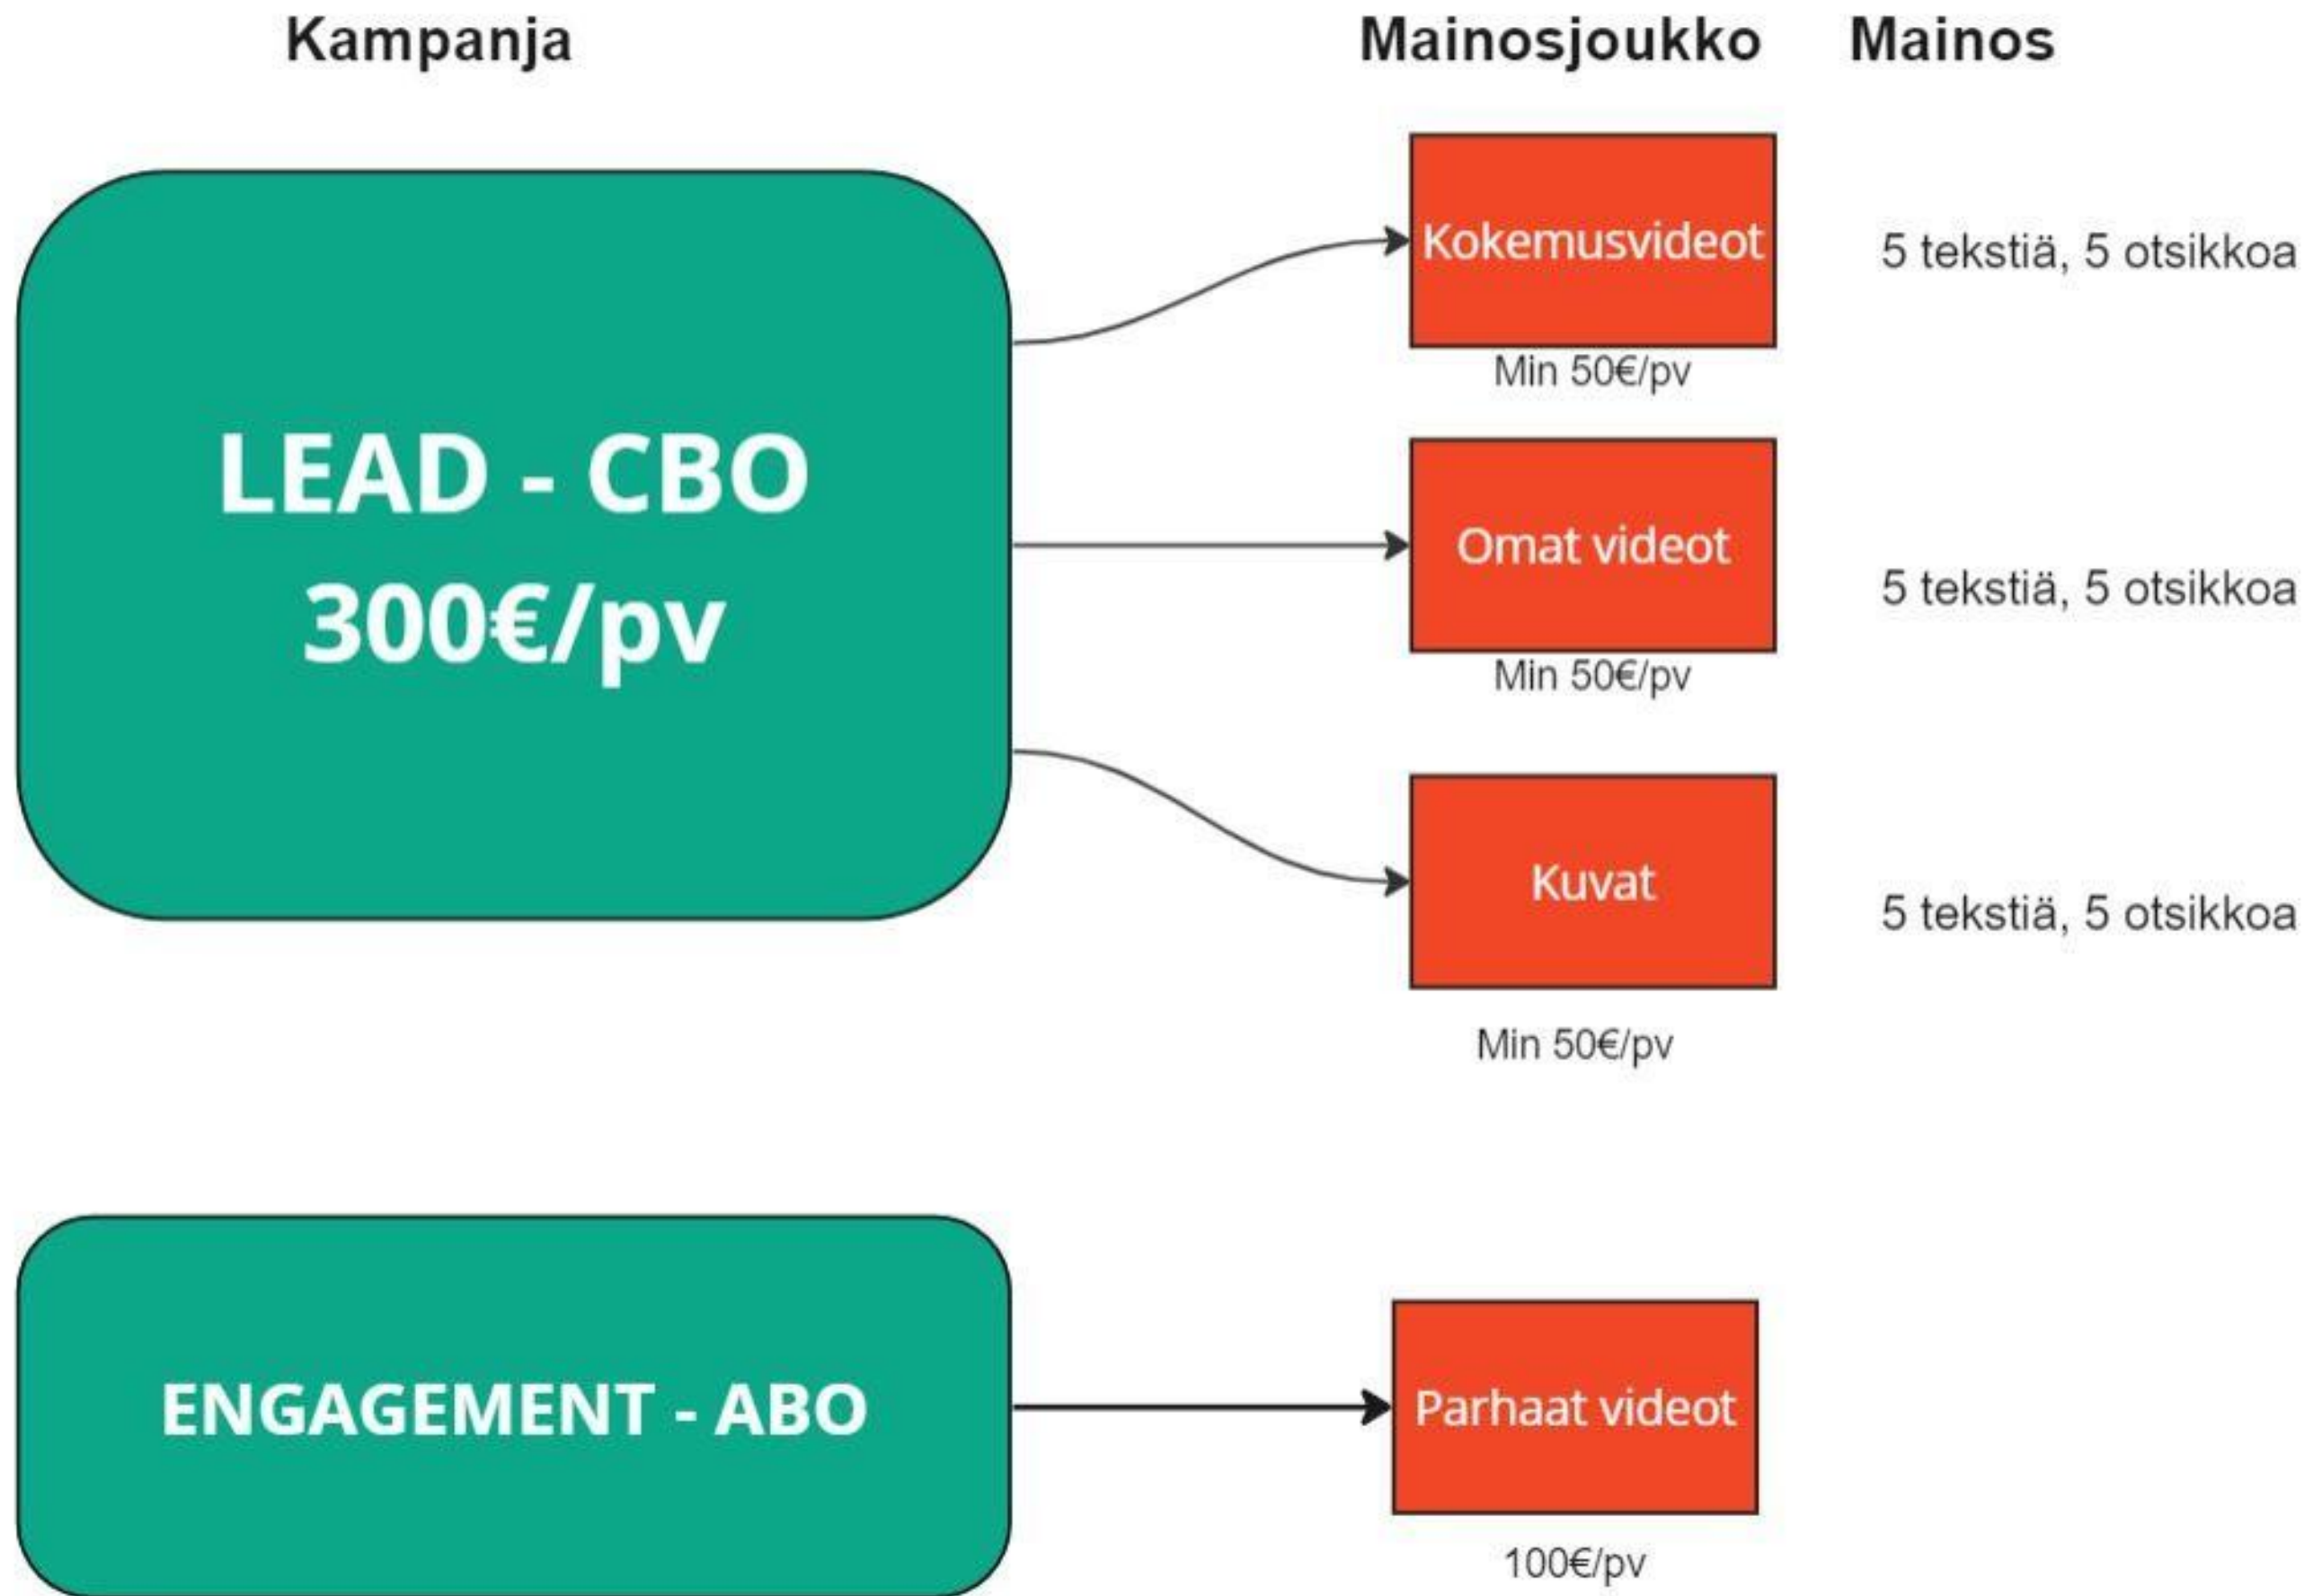 Kampanja
Mainosjoukko
Mainos
Kokemusvideot
5 tekstiä, 5 otsikkoa
Min 50€/pv
LEAD - CBO
300€/pv
Omat videot
5 tekstiä, 5 otsikkoa
Min 50€/pv
Kuvat
5 tekstiä, 5 otsikkoa
Min 50€/pv
ENGAGEMENT - ABO
Parhaat videot
100€/pv